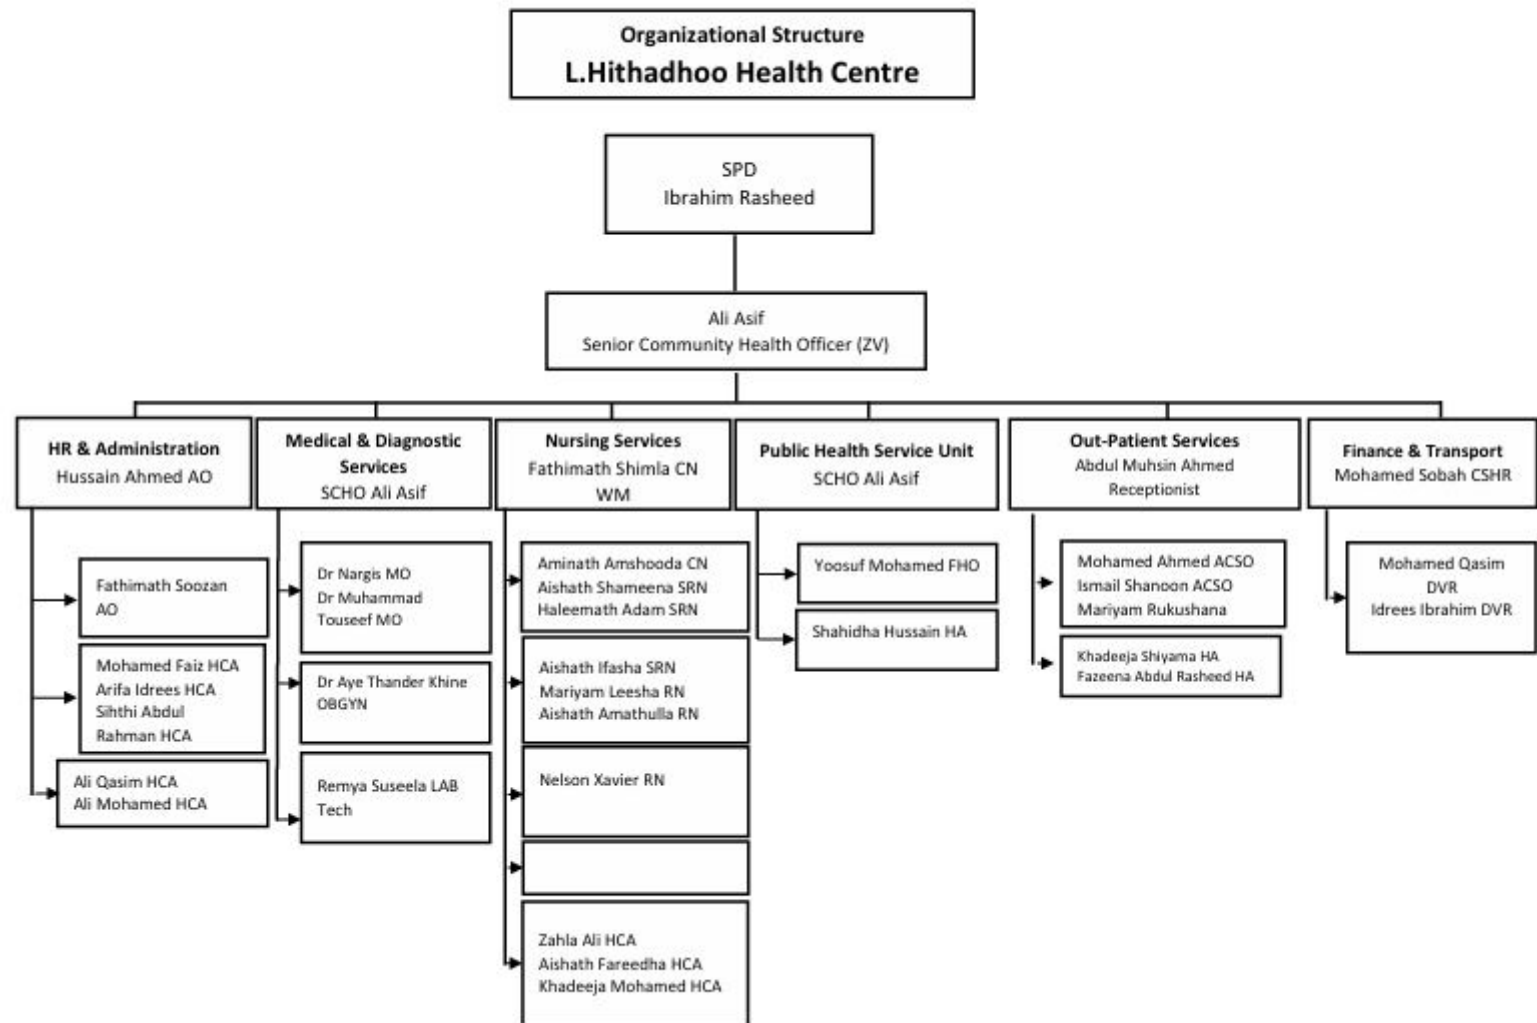 Organizational Structure
L.Hithadhoo Health Centre
SPD
Ibrahim Rasheed
Ali Asif
Senior Community Health Officer (ZV)
HR & Administration
Hussain Ahmed AO
Fathimath Soozan
AO
Mohamed Faiz HCA
Arifa Idrees HCA
Sihthi Abdul
Rahman HCA
Ali Qasim HCA
Ali Mohamed HCA
Medical & Diagnostic
Services
SCHO Ali Asif
Dr Nargis MO
Dr Muhammad
Touseef MO
Dr Aye Thander Khine
OBGYN
Remya Suseela LAB
Tech
Nursing Services
Fathimath Shimla CN
WM
Aminath Amshooda CN
Aishath Shameena SRN
Haleemath Adam SRN
Aishath Ifasha SRN
Mariyam Leesha RN
Aishath Amathulla RN
Nelson Xavier RN
Zahla Ali HCA
Aishath Fareedha HCA
Khadeeja Mohamed HCA
Public Health Service Unit
SCHO Ali Asif
Yoosuf Mohamed FHO
Shahidha Hussain HA
Out-Patient Services
Abdul Muhsin Ahmed
Receptionist
Mohamed Ahmed ACSO
Ismail Shanoon ACSO
Mariyam Rukushana
Khadeeja Shiyama HA
Fazeena Abdul Rasheed HA
Finance & Transport
Mohamed Sobah CSHR
Mohamed Qasim
DVR
Idrees Ibrahim DVR